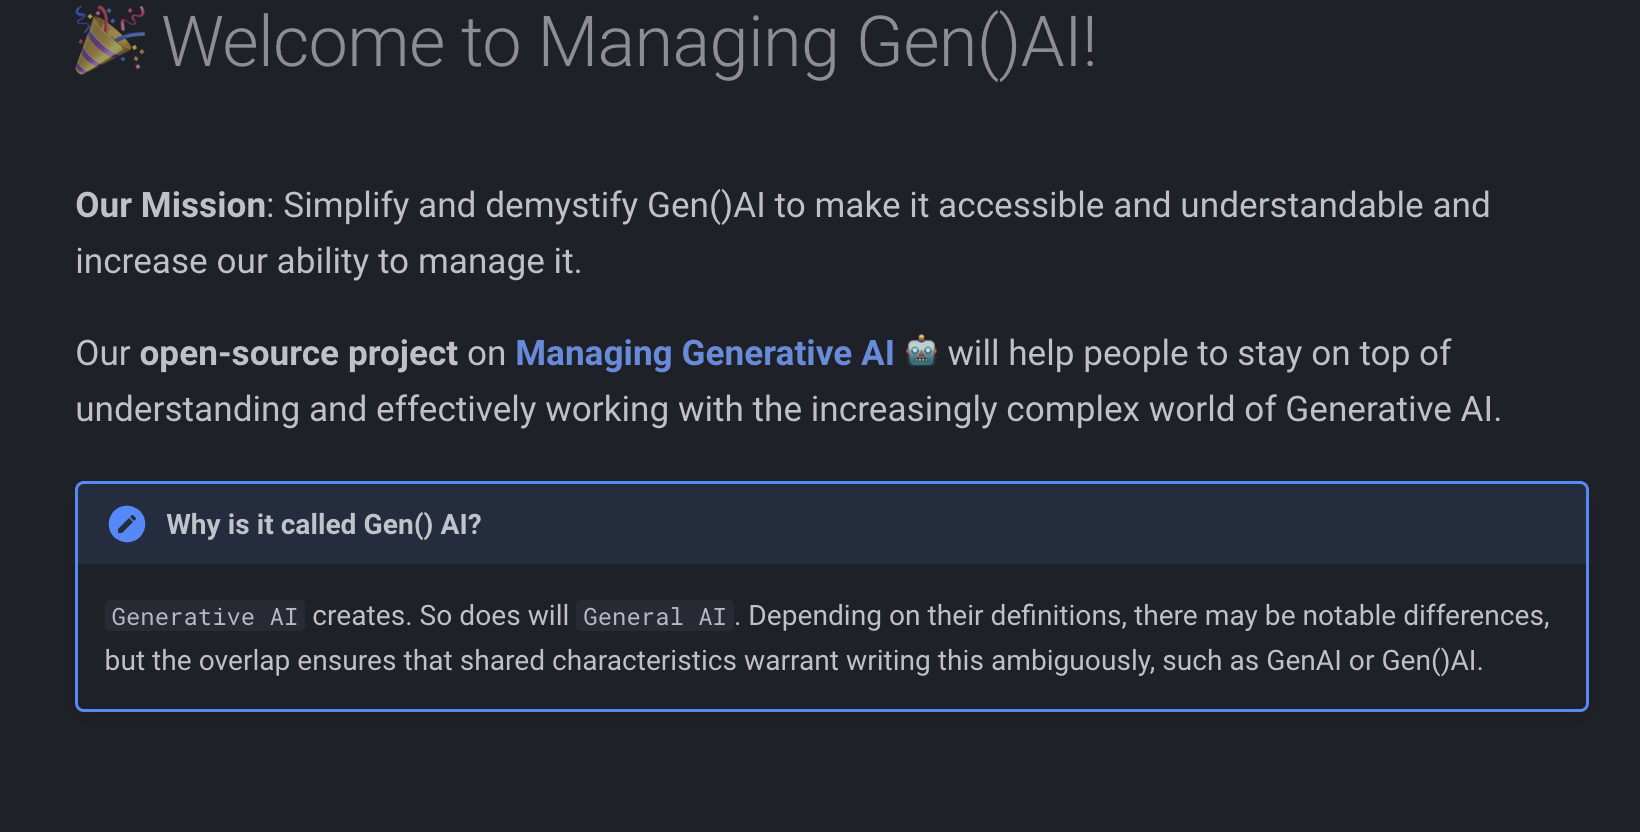 🎉 Welcome to Managing Gen()AI!
Our Mission: Simplify and demystify Gen()AI to make it accessible and understandable and
increase our ability to manage it.
Our open-source project on Managing Generative AI 🤖 will help people to stay on top of
understanding and effectively working with the increasingly complex world of Generative AI.
Why is it called Gen() AI?
Generative AI creates. So does will General AI. Depending on their definitions, there may be notable differences,
but the overlap ensures that shared characteristics warrant writing this ambiguously, such as GenAI or Gen()AI.